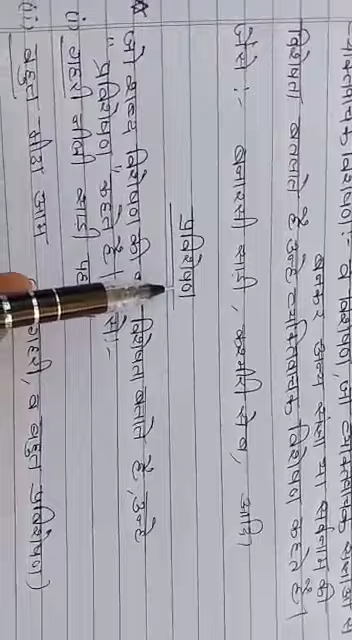 व्यक्तिवाचक विशेषण :- वे विशेषण, जो व्यक्तिवाचक संज्ञाओं से
बनकर अन्य संज्ञा या सर्वनाम की
विशेषता बतलाते है उन्हे व्यक्तिवाचक विशेषण कहते हैं।
जैसे :- बनारसी साड़ी, कश्मीरी सेब, आदि,
प्रविशेषण
जो शब्द विशेषण की विशेषता बताते है, उन्हे
"प्रविशेषण" कहते है।
(i) गहरी नीली साड़ी
(ii) बहुत मीठा आम गहरी, व बहुत प्रविशेषण)